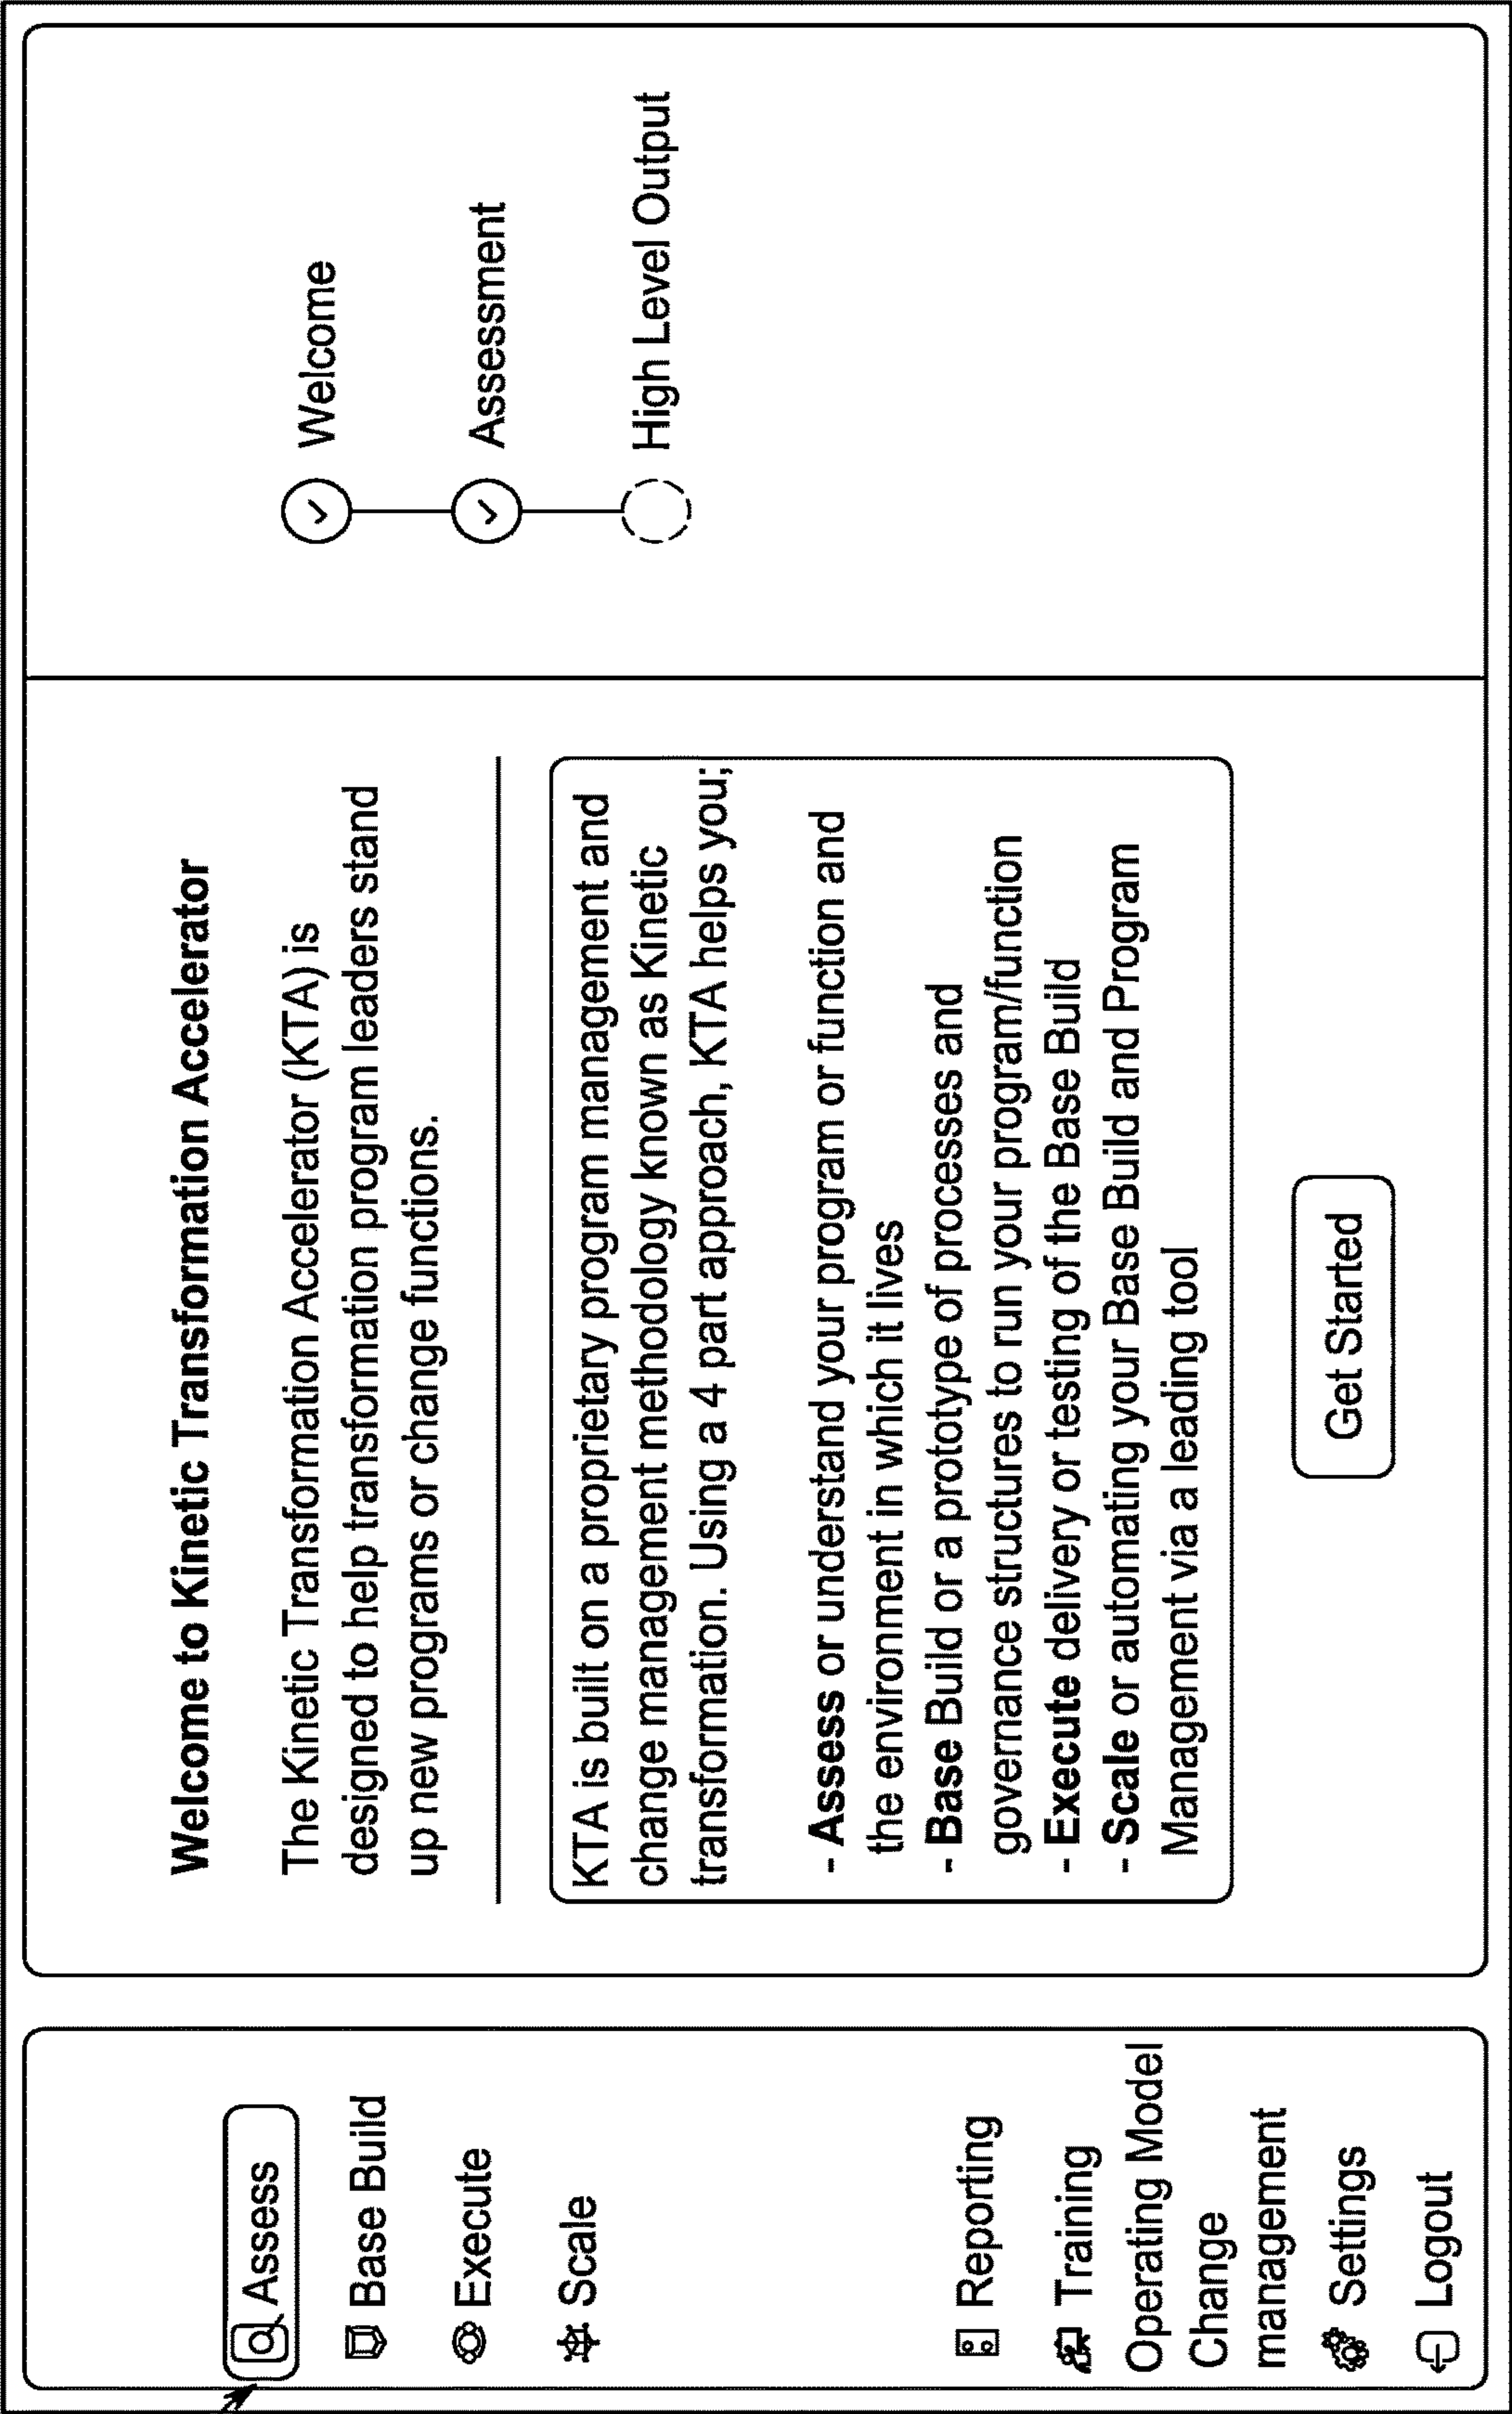 Assess
Base Build
Execute
Scale
Reporting
Training
Operating Model
Change
management
Settings
Logout
Welcome to Kinetic Transformation Accelerator
The Kinetic Transformation Accelerator (KTA) is
designed to help transformation program leaders stand
up new programs or change functions.
KTA is built on a proprietary program management and
change management methodology known as Kinetic
transformation. Using a 4 part approach, KTA helps you;
- Assess or understand your program or function and
the environment in which it lives
- Base Build or a prototype of processes and
governance structures to run your program/function
- Execute delivery or testing of the Base Build
- Scale or automating your Base Build and Program
Management via a leading tool
Get Started
Welcome
Assessment
High Level Output